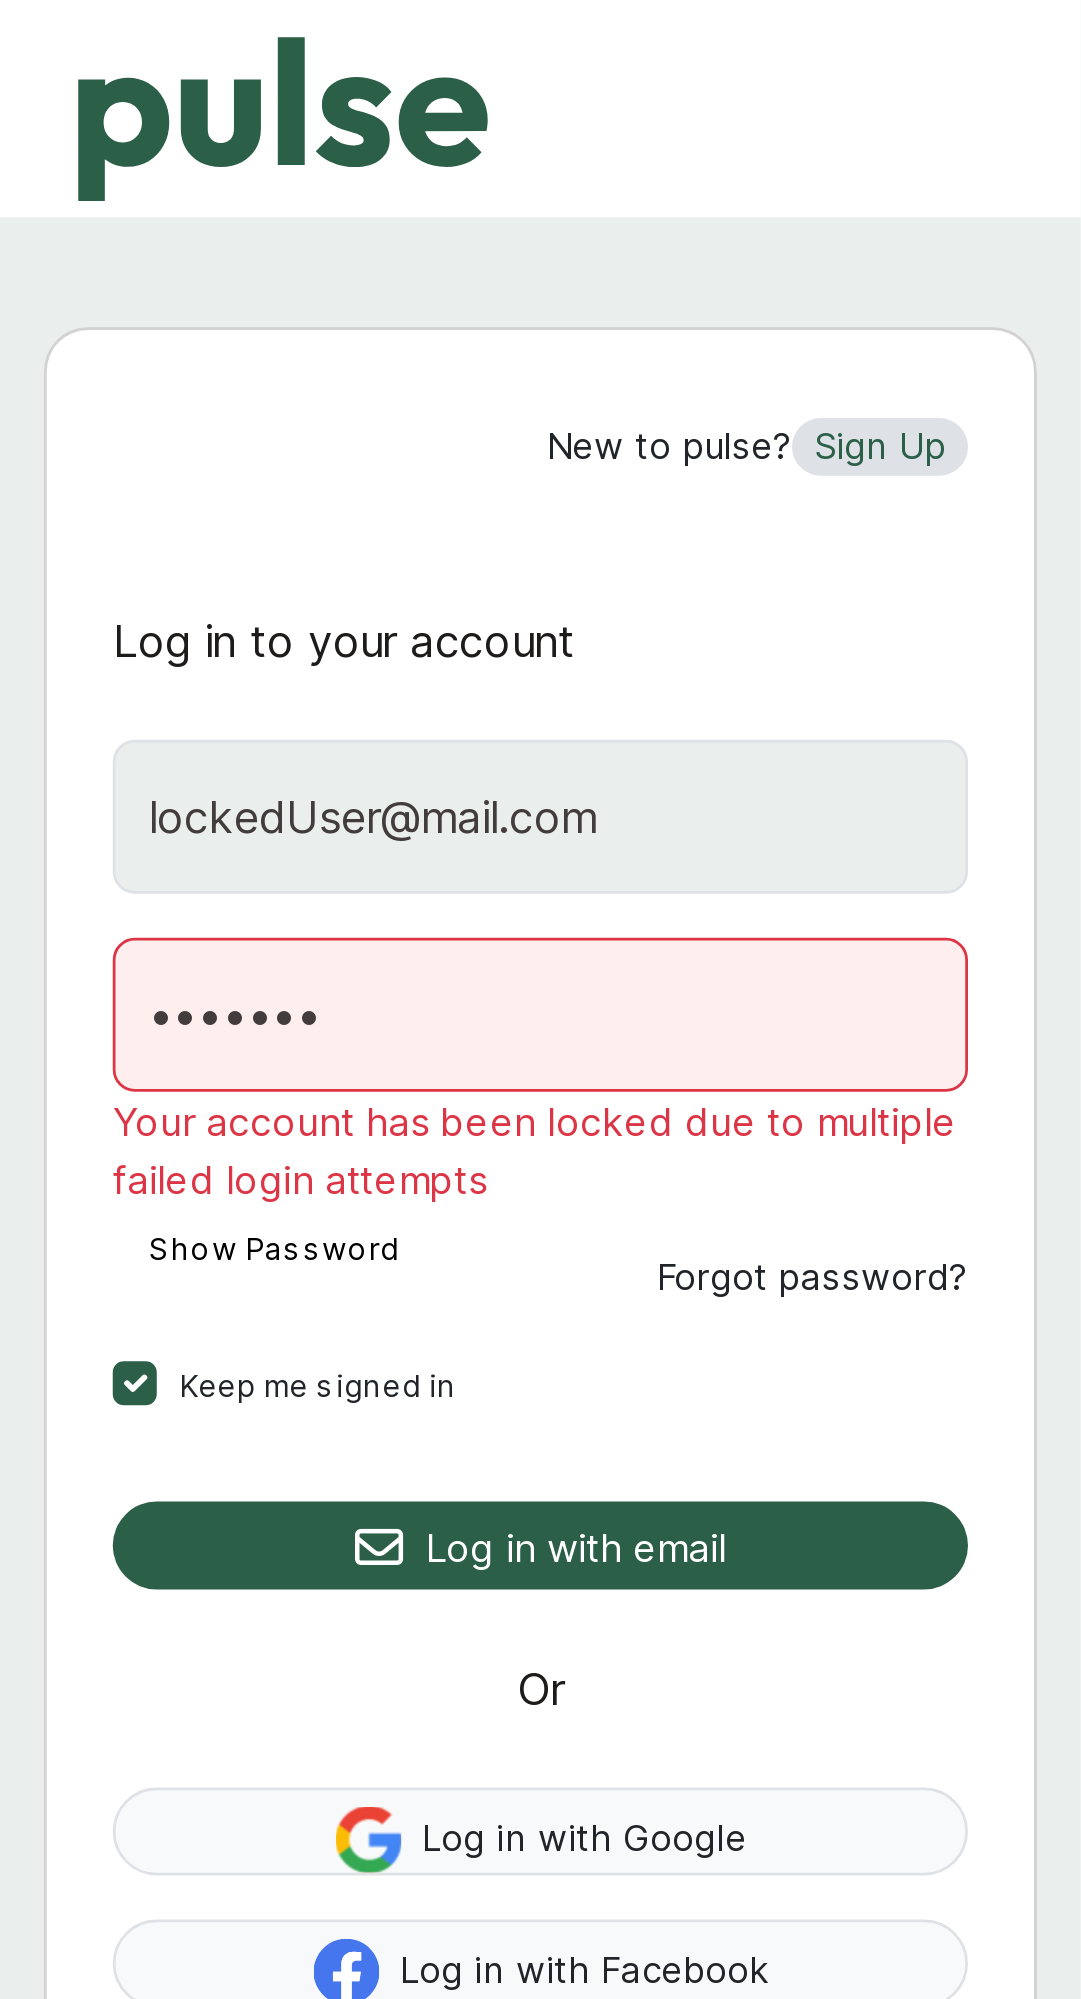 pulse
New to pulse? Sign Up
Log in to your account
lockedUser@mail.com
•••••••
Your account has been locked due to multiple
failed login attempts
Show Password
Forgot password?
Keep me signed in
Log in with email
Or
Log in with Google
Log in with Facebook